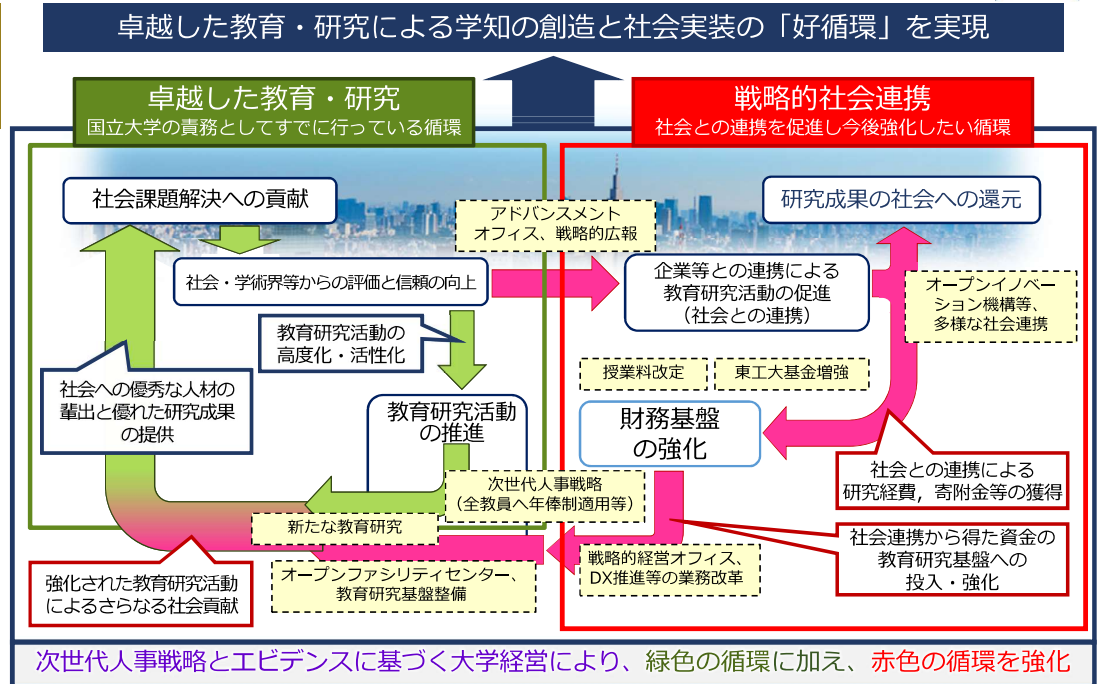 卓越した教育・研究による学知の創造と社会実装の「好循環」を実現
卓越した教育・研究
国立大学の責務としてすでに行っている循環
戦略的社会連携
社会との連携を促進し今後強化したい循環
社会課題解決への貢献
アドバンスメント
オフィス、戦略的広報
研究成果の社会への還元
社会・学術界等からの評価と信頼の向上
企業等との連携による
教育研究活動の促進
(社会との連携)
オープンイノベー
ション機構等、
多様な社会連携
教育研究活動の
高度化・活性化
社会への優秀な人材の
輩出と優れた研究成果
の提供
授業料改定
東工大基金増強
教育研究活動
の推進
財務基盤
の強化
社会との連携による
研究経費，寄附金等の獲得
次世代人事戦略
(全教員へ年俸制適用等)
新たな教育研究
社会連携から得た資金の
教育研究基盤への
投入・強化
戦略的経営オフィス、
DX推進等の業務改革
オープンファシリティセンター、
教育研究基盤整備
強化された教育研究活動
によるさらなる社会貢献
次世代人事戦略とエビデンスに基づく大学経営により、緑色の循環に加え、赤色の循環を強化